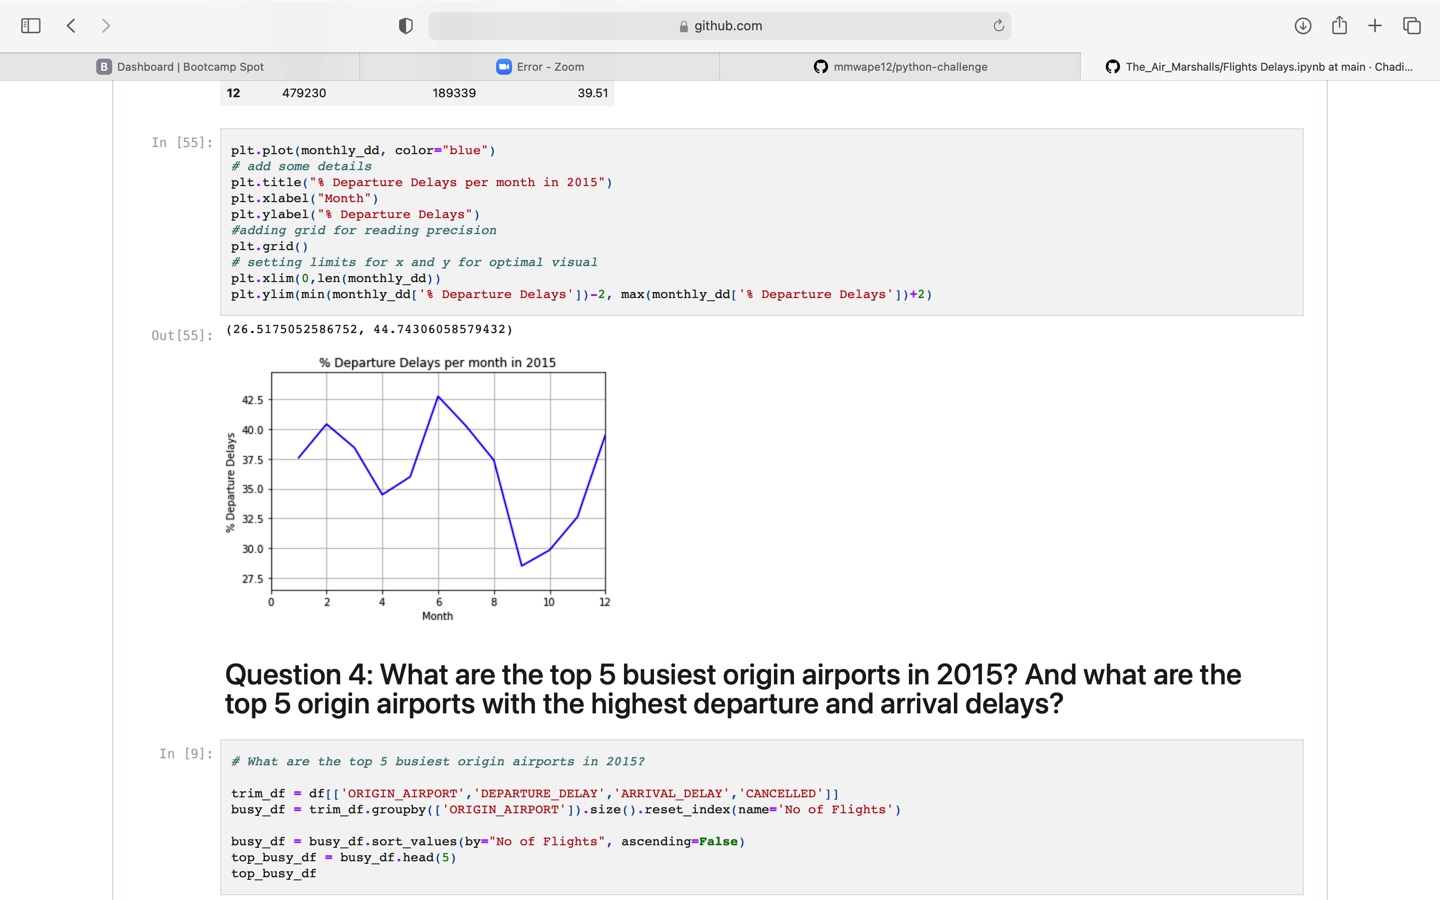 github.com
Dashboard | Bootcamp Spot
Error - Zoom
mmwape12/python-challenge
The_Air_Marshalls/Flights Delays.ipynb at main · Chadi...
12 479230 189339 39.51
In [55]:
plt.plot(monthly_dd, color="blue")
# add some details
plt.title("% Departure Delays per month in 2015")
plt.xlabel("Month")
plt.ylabel("% Departure Delays")
#adding grid for reading precision
plt.grid()
# setting limits for x and y for optimal visual
plt.xlim(0,len(monthly_dd))
plt.ylim(min(monthly_dd['% Departure Delays'])-2, max(monthly_dd['% Departure Delays'])+2)
Out[55]:
(26.5175052586752, 44.74306058579432)
% Departure Delays per month in 2015
42.5
40.0
37.5
35.0
32.5
30.0
27.5
% Departure Delays
0 2 4 6 8 10 12
Month
Question 4: What are the top 5 busiest origin airports in 2015? And what are the
top 5 origin airports with the highest departure and arrival delays?
In [9]:
# What are the top 5 busiest origin airports in 2015?
trim_df = df[['ORIGIN_AIRPORT','DEPARTURE_DELAY','ARRIVAL_DELAY','CANCELLED']]
busy_df = trim_df.groupby(['ORIGIN_AIRPORT']).size().reset_index(name='No of Flights')
busy_df = busy_df.sort_values(by="No of Flights", ascending=False)
top_busy_df = busy_df.head(5)
top_busy_df